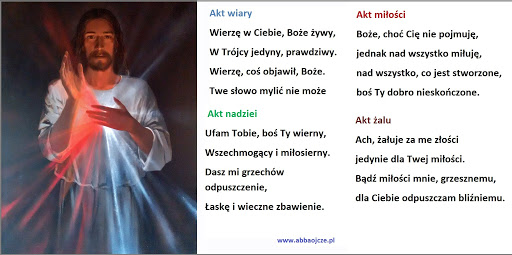 Akt wiary
Wierzę w Ciebie, Boże żywy,
W Trójcy jedyny, prawdziwy.
Wierzę, coś objawił, Boże.
Twe słowo mylić nie może
Akt nadziei
Ufam Tobie, boś Ty wierny,
Wszechmogący i miłosierny.
Dasz mi grzechów
odpuszczenie,
Łaskę i wieczne zbawienie.
Akt miłości
Boże, choć Cię nie pojmuję,
jednak nad wszystko miłuję,
nad wszystko, co jest stworzone,
boś Ty dobro nieskończone.
Akt żalu
Ach, żałuje za me złości
jedynie dla Twej miłości.
Bądź miłości mnie, grzesznemu,
dla Ciebie odpuszczam bliźniemu.
www.abbaojcze.pl